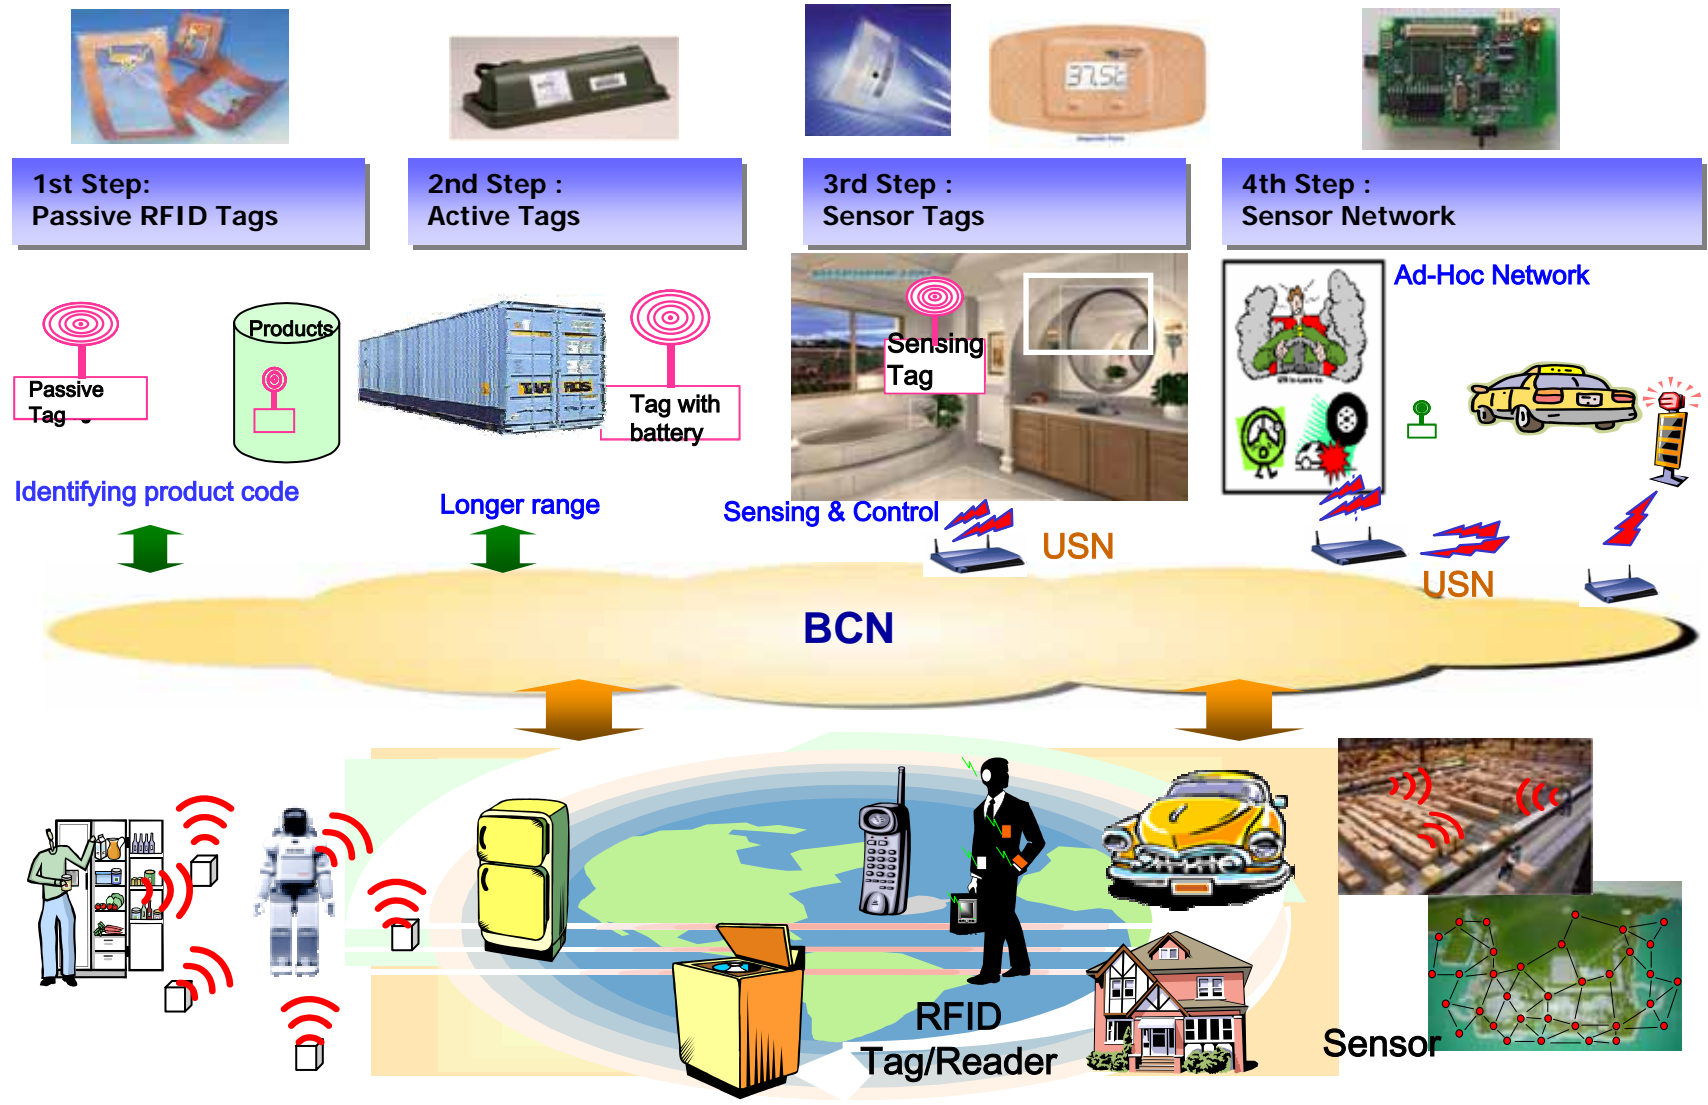 37.5t
1st Step:
Passive RFID Tags
2nd Step :
Active Tags
3rd Step :
Sensor Tags
4th Step :
Sensor Network
Passive
Tag
Products
Tag with
battery
Sensing
Tag
Ad-Hoc Network
Identifying product code
Longer range
Sensing & Control
USN
USN
BCN
RFID
Tag/Reader
Sensor